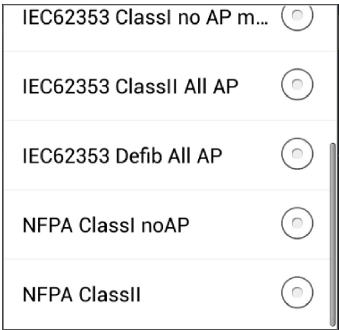 IEC62353 ClassI no AP m...
IEC62353 ClassII All AP
IEC62353 Defib All AP
NFPA ClassI noAP
NFPA ClassII